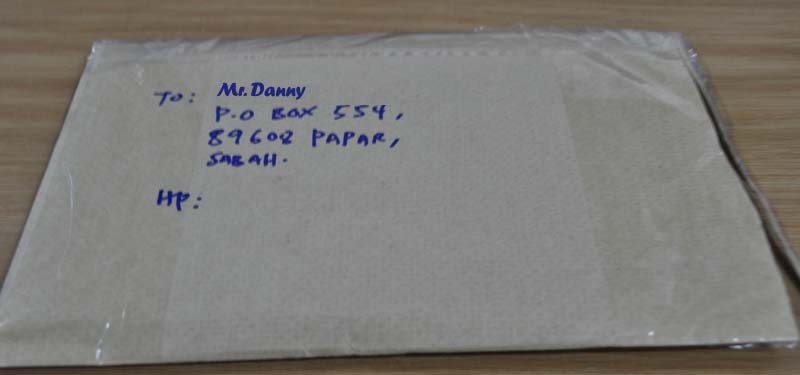 To: Mr. Danny
P.O BOX 554,
89608 PAPAR,
SABAH.
HP: